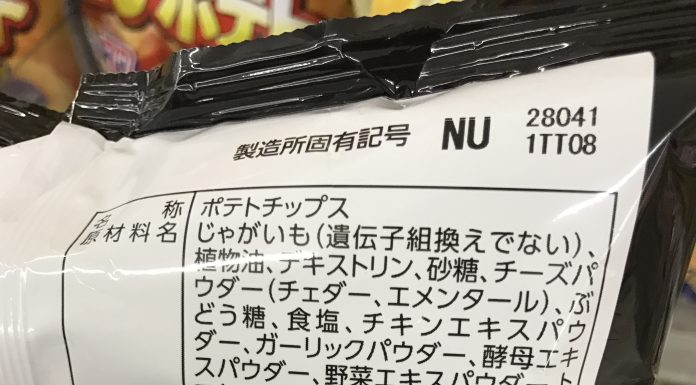 ポテト
製造所固有記号 NU 28041
1TT08
名 称 ポテトチップス
原材料名 じゃがいも(遺伝子組換えでない)、
植物油、デキストリン、砂糖、チーズパ
ウダー(チェダー、エメンタール)、ぶ
どう糖、食塩、チキンエキスパウ
ダー、ガーリックパウダー、酵母エキ
スパウダー、野菜エキスパウダー、ト